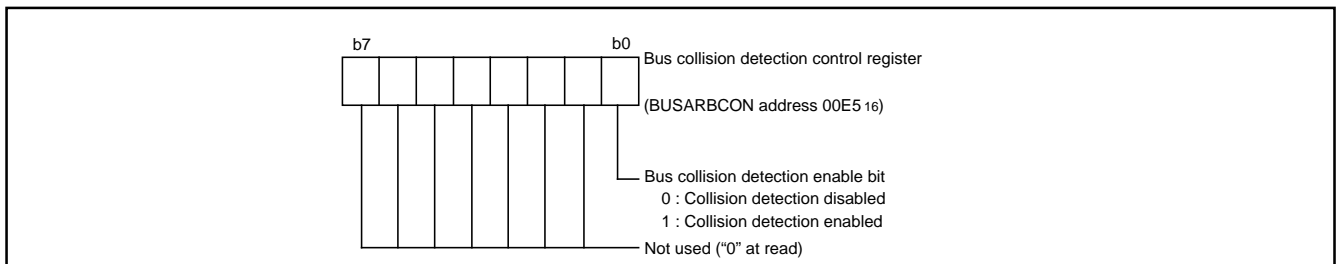 b7 b0
Bus collision detection control register
(BUSARBCON address 00E5 16)
Bus collision detection enable bit
0 : Collision detection disabled
1 : Collision detection enabled
Not used (“0” at read)